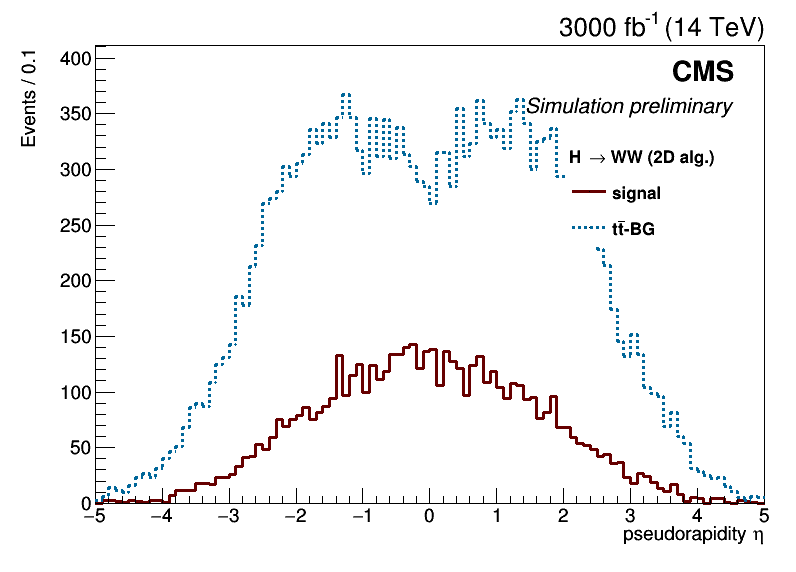 3000 fb⁻¹ (14 TeV)
Events / 0.1
CMS
Simulation preliminary
H → WW (2D alg.)
signal
tt̄-BG
400
350
300
250
200
150
100
50
0
−5 −4 −3 −2 −1 0 1 2 3 4 5
pseudorapidity η